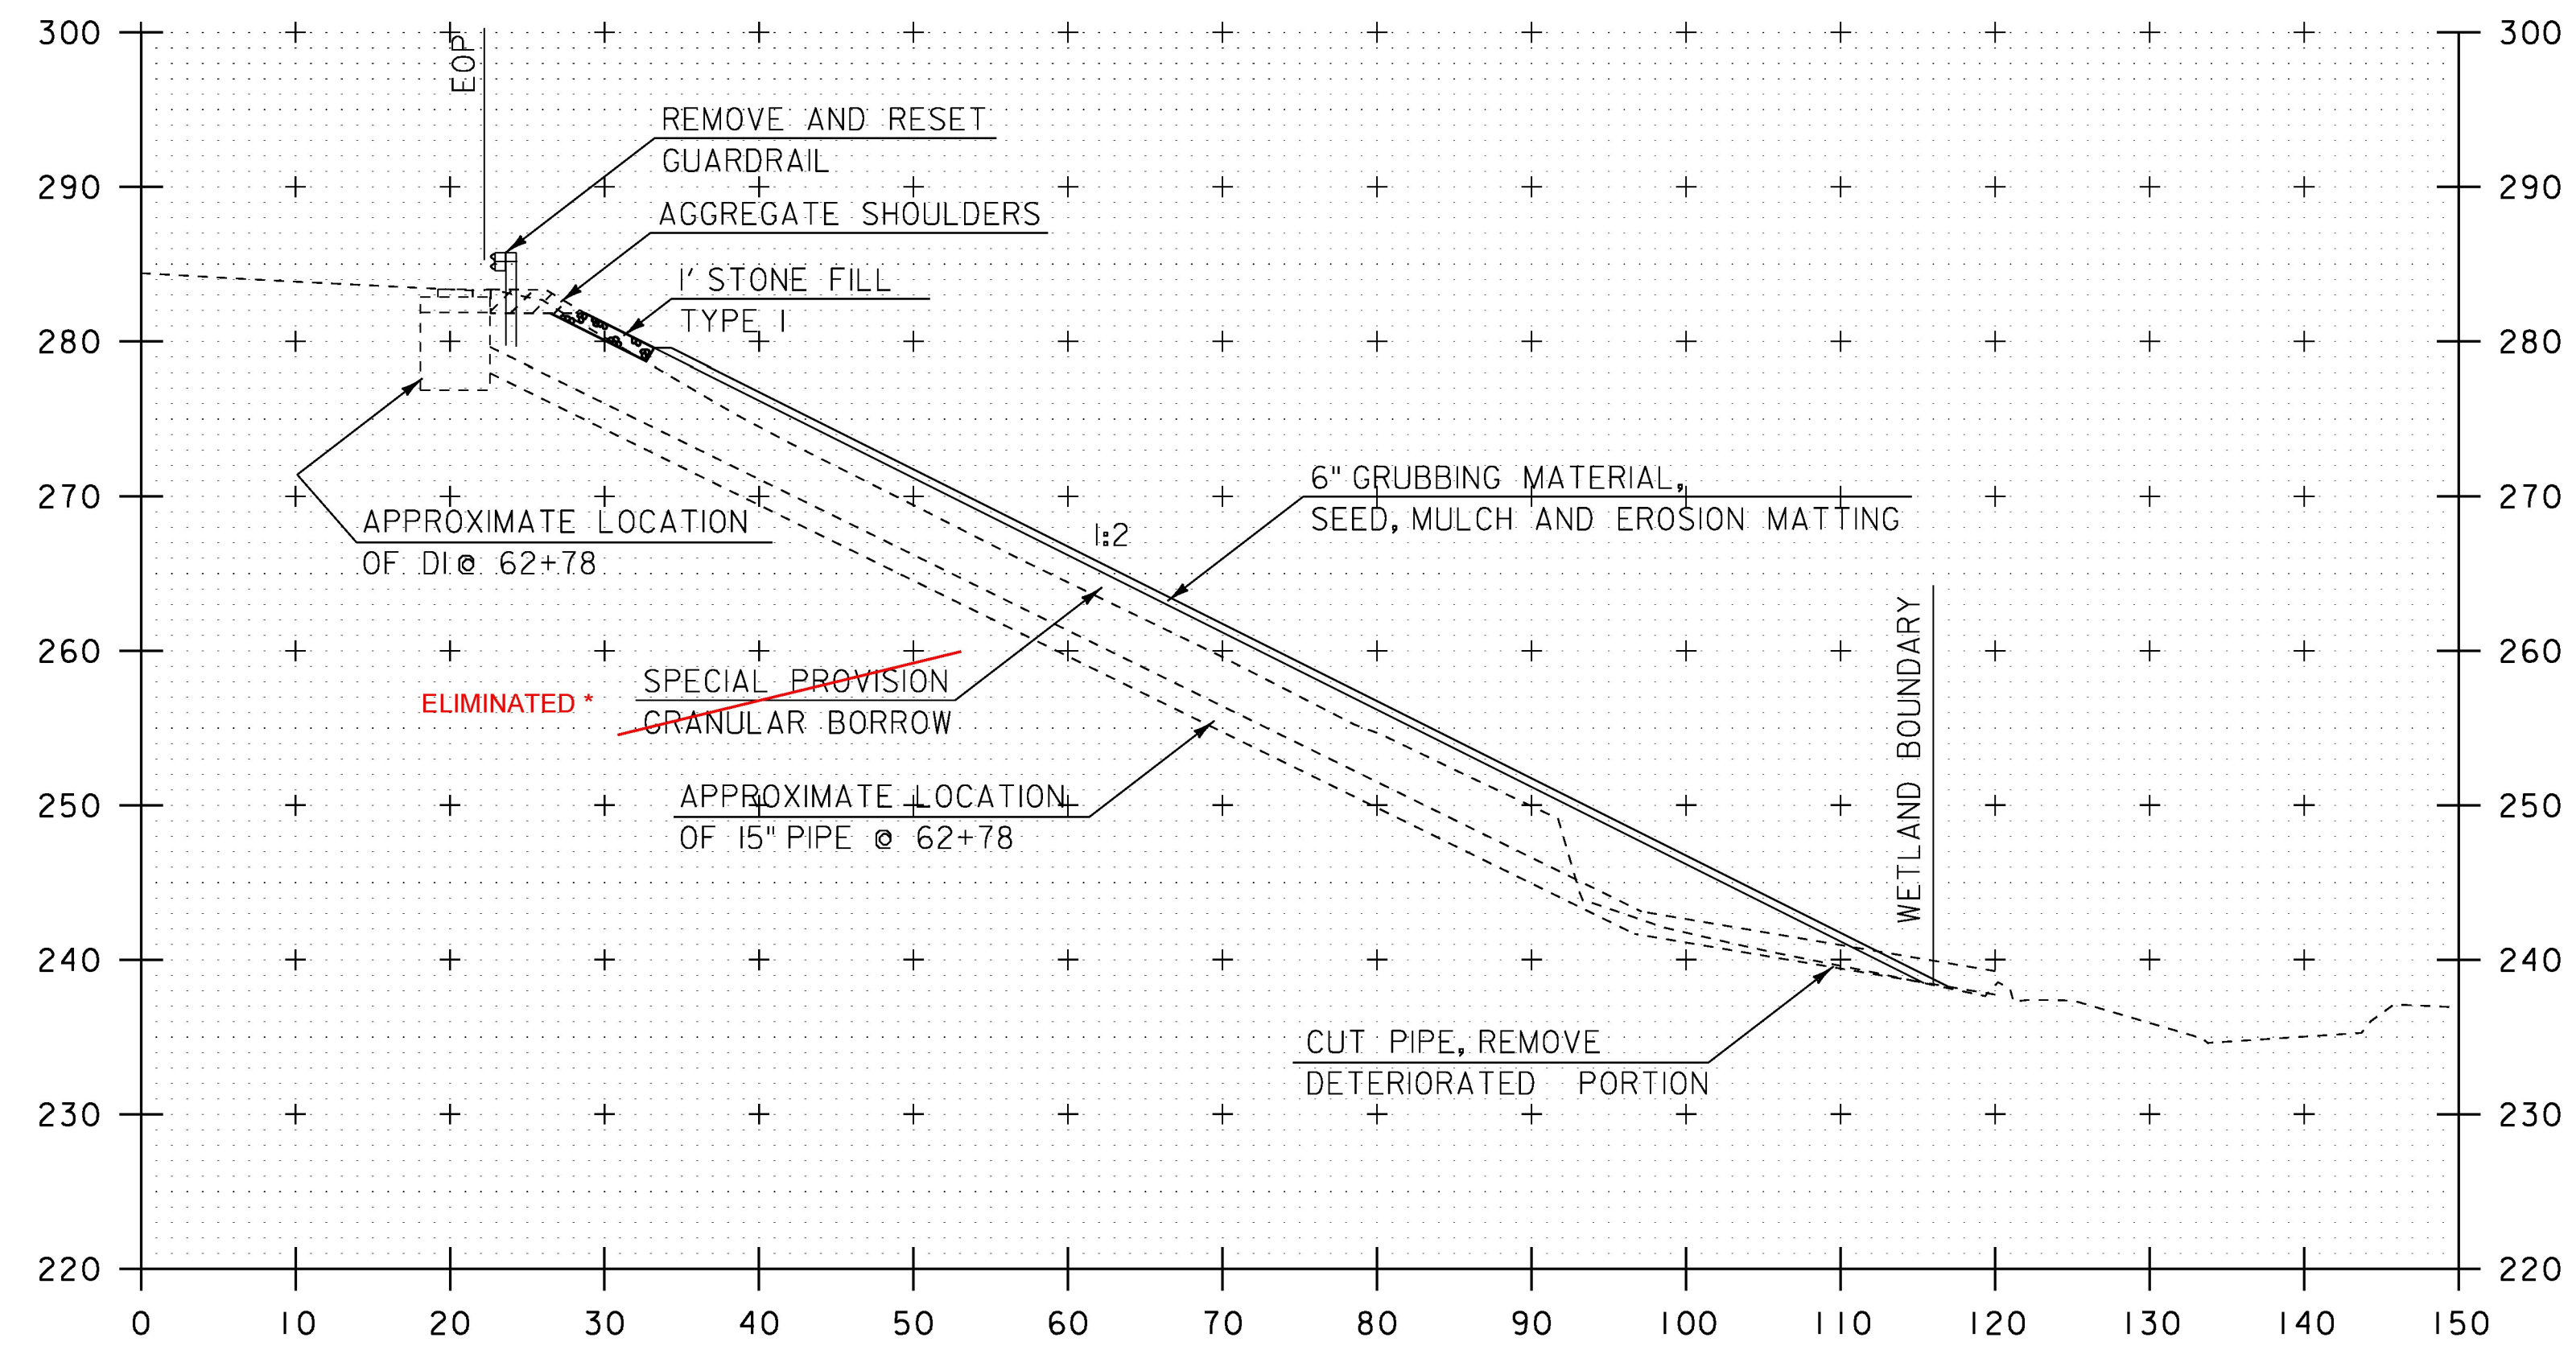 300
300
EOP
REMOVE AND RESET
GUARDRAIL
290
290
AGGREGATE SHOULDERS
1' STONE FILL
TYPE 1
280
280
270
270
6" GRUBBING MATERIAL,
SEED, MULCH AND EROSION MATTING
APPROXIMATE LOCATION
OF DI @ 62+78
1:2
260
260
SPECIAL PROVISION
GRANULAR BORROW
ELIMINATED *
WETLAND BOUNDARY
250
250
APPROXIMATE LOCATION
OF 15" PIPE @ 62+78
240
240
CUT PIPE, REMOVE
DETERIORATED PORTION
230
230
220
220
0 10 20 30 40 50 60 70 80 90 100 110 120 130 140 150